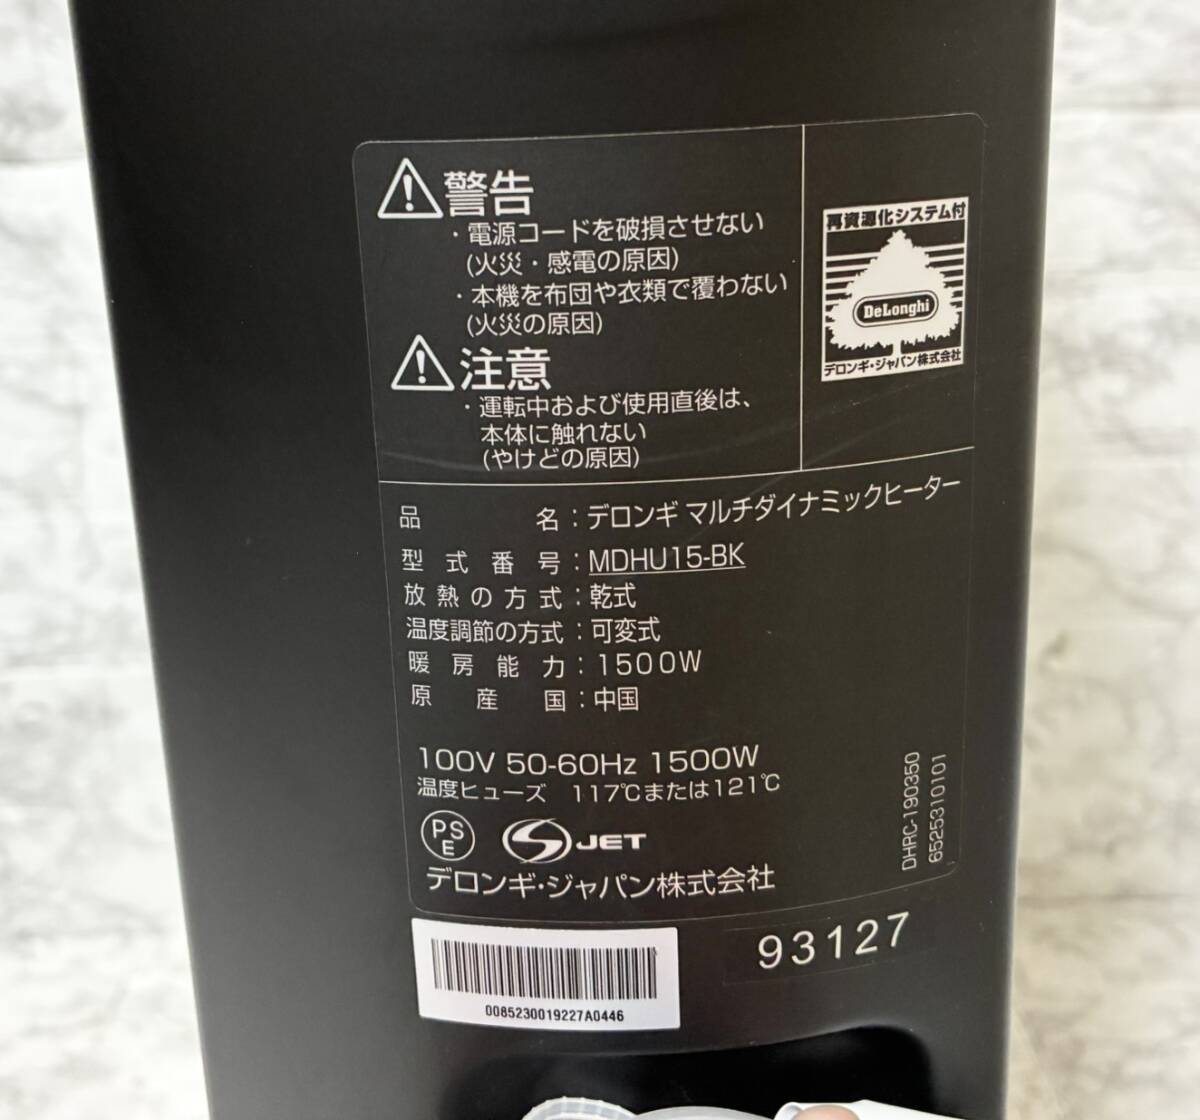 警告
・電源コードを破損させない
(火災・感電の原因)
・本機を布団や衣類で覆わない
(火災の原因)
注意
・運転中および使用直後は、
本体に触れない
(やけどの原因)
再資源化システム付
DeLonghi
デロンギ・ジャパン株式会社
品名：デロンギ マルチダイナミックヒーター
型式番号：MDHU15-BK
放熱の方式：乾式
温度調節の方式：可変式
暖房能力：1500W
原産国：中国
100V 50-60Hz 1500W
温度ヒューズ 117℃または121℃
PSE
JET
デロンギ・ジャパン株式会社
DHRC-190350
6525310101
0085230019227A0446
93127